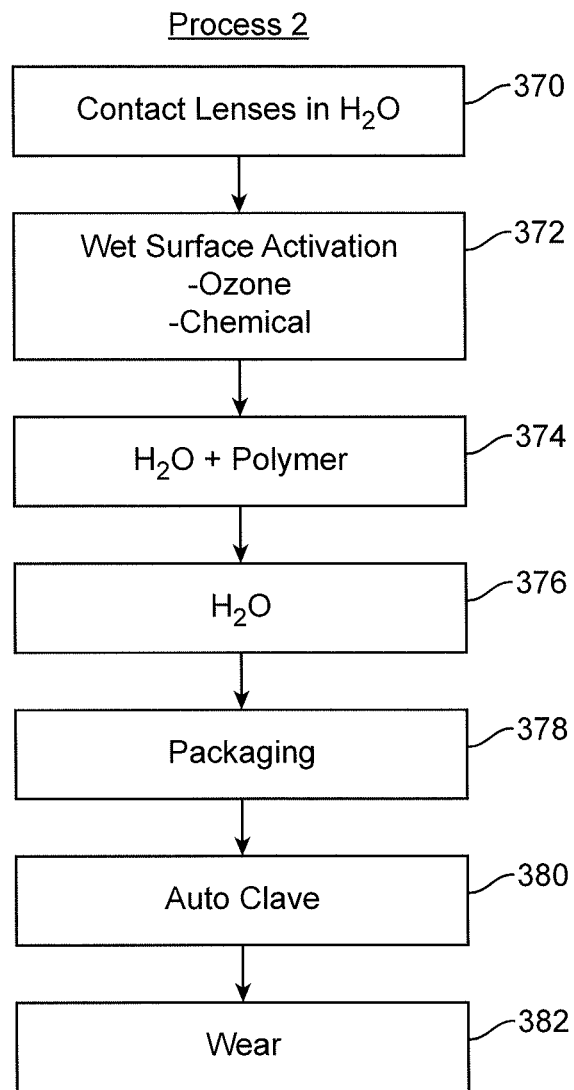 Process 2
Contact Lenses in H₂O
370
Wet Surface Activation
-Ozone
-Chemical
372
H₂O + Polymer
374
H₂O
376
Packaging
378
Auto Clave
380
Wear
382